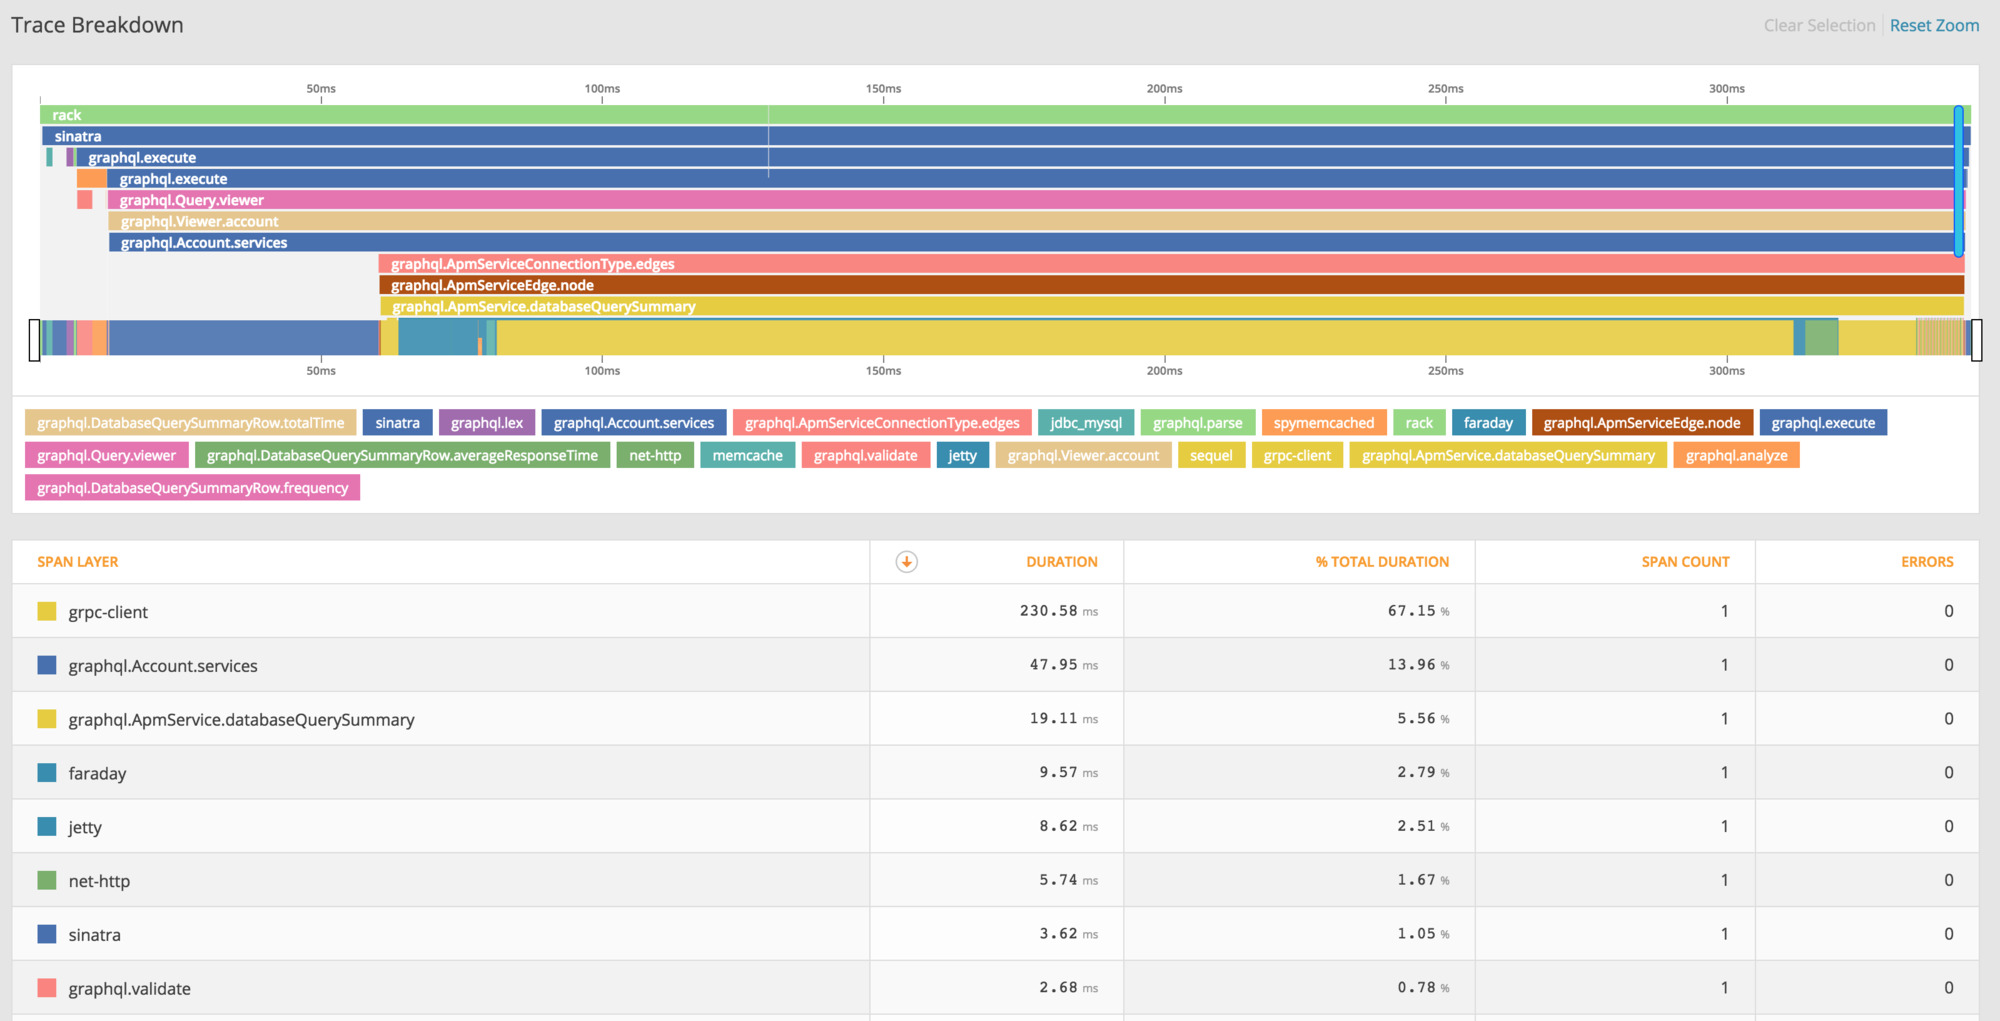 Trace Breakdown
Clear Selection Reset Zoom
50ms 100ms 150ms 200ms 250ms 300ms
rack
sinatra
graphql.execute
graphql.execute
graphql.Query.viewer
graphql.Viewer.account
graphql.Account.services
graphql.ApmServiceConnectionType.edges
graphql.ApmServiceEdge.node
graphql.ApmService.databaseQuerySummary
50ms 100ms 150ms 200ms 250ms 300ms
graphql.DatabaseQuerySummaryRow.totalTime sinatra graphql.lex graphql.Account.services graphql.ApmServiceConnectionType.edges jdbc_mysql graphql.parse spymemcached rack faraday graphql.ApmServiceEdge.node graphql.execute
graphql.Query.viewer graphql.DatabaseQuerySummaryRow.averageResponseTime net-http memcache graphql.validate jetty graphql.Viewer.account sequel grpc-client graphql.ApmService.databaseQuerySummary graphql.analyze
graphql.DatabaseQuerySummaryRow.frequency
SPAN LAYER DURATION % TOTAL DURATION SPAN COUNT ERRORS
grpc-client 230.58 ms 67.15 % 1 0
graphql.Account.services 47.95 ms 13.96 % 1 0
graphql.ApmService.databaseQuerySummary 19.11 ms 5.56 % 1 0
faraday 9.57 ms 2.79 % 1 0
jetty 8.62 ms 2.51 % 1 0
net-http 5.74 ms 1.67 % 1 0
sinatra 3.62 ms 1.05 % 1 0
graphql.validate 2.68 ms 0.78 % 1 0